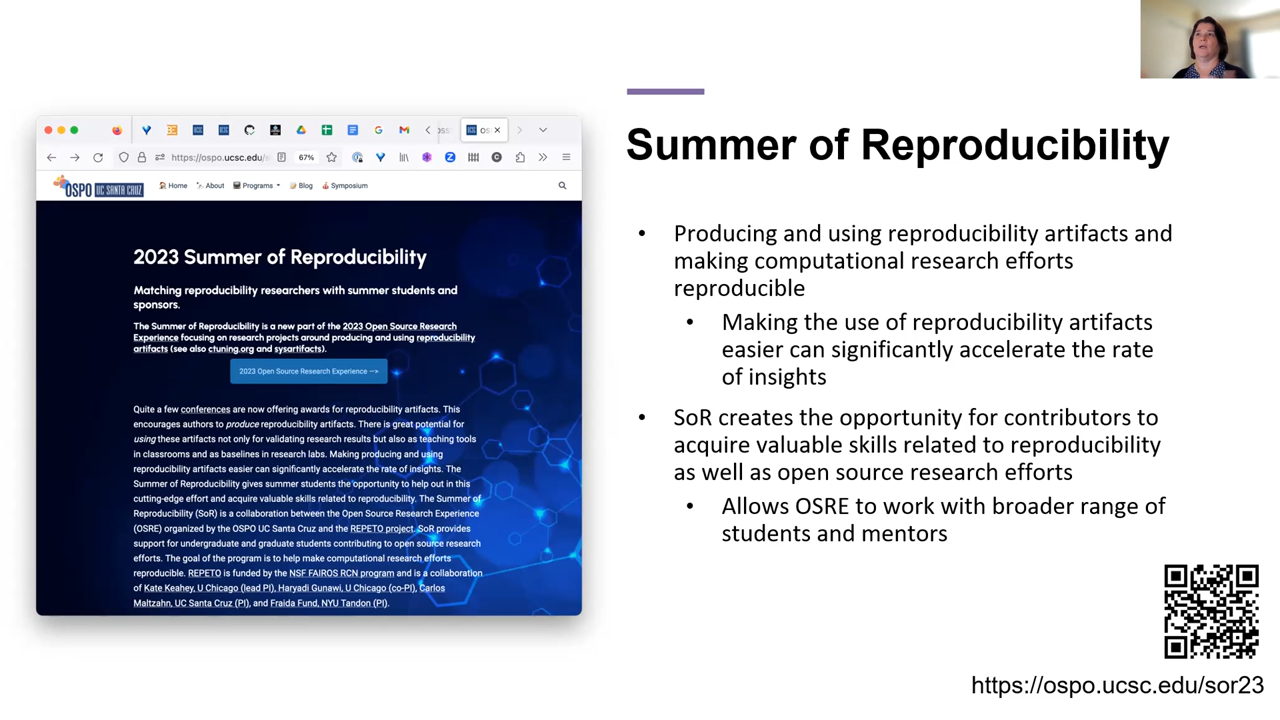 https://ospo.ucsc.edu/s
67%
OSPO UC SANTA CRUZ
Home
About
Programs
Blog
Symposium
2023 Summer of Reproducibility
Matching reproducibility researchers with summer students and
sponsors.
The Summer of Reproducibility is a new part of the 2023 Open Source Research
Experience focusing on research projects around producing and using reproducibility
artifacts (see also ctuning.org and sysartifacts).
2023 Open Source Research Experience —>
Quite a few conferences are now offering awards for reproducibility artifacts. This
encourages authors to produce reproducibility artifacts. There is great potential for
using these artifacts not only for validating research results but also as teaching tools
in classrooms and as baselines in research labs. Making producing and using
reproducibility artifacts easier can significantly accelerate the rate of insights. The
Summer of Reproducibility gives summer students the opportunity to help out in this
cutting-edge effort and acquire valuable skills related to reproducibility. The Summer of
Reproducibility (SoR) is a collaboration between the Open Source Research Experience
(OSRE) organized by the OSPO UC Santa Cruz and the REPETO project. SoR provides
support for undergraduate and graduate students contributing to open source research
efforts. The goal of the program is to help make computational research efforts
reproducible. REPETO is funded by the NSF FAIROS RCN program and is a collaboration
of Kate Keahey, U Chicago (lead PI), Haryadi Gunawi, U Chicago (co-PI), Carlos
Maltzahn, UC Santa Cruz (PI), and Fraida Fund, NYU Tandon (PI).
Summer of Reproducibility
• Producing and using reproducibility artifacts and
making computational research efforts
reproducible
• Making the use of reproducibility artifacts
easier can significantly accelerate the rate
of insights
• SoR creates the opportunity for contributors to
acquire valuable skills related to reproducibility
as well as open source research efforts
• Allows OSRE to work with broader range of
students and mentors
https://ospo.ucsc.edu/sor23